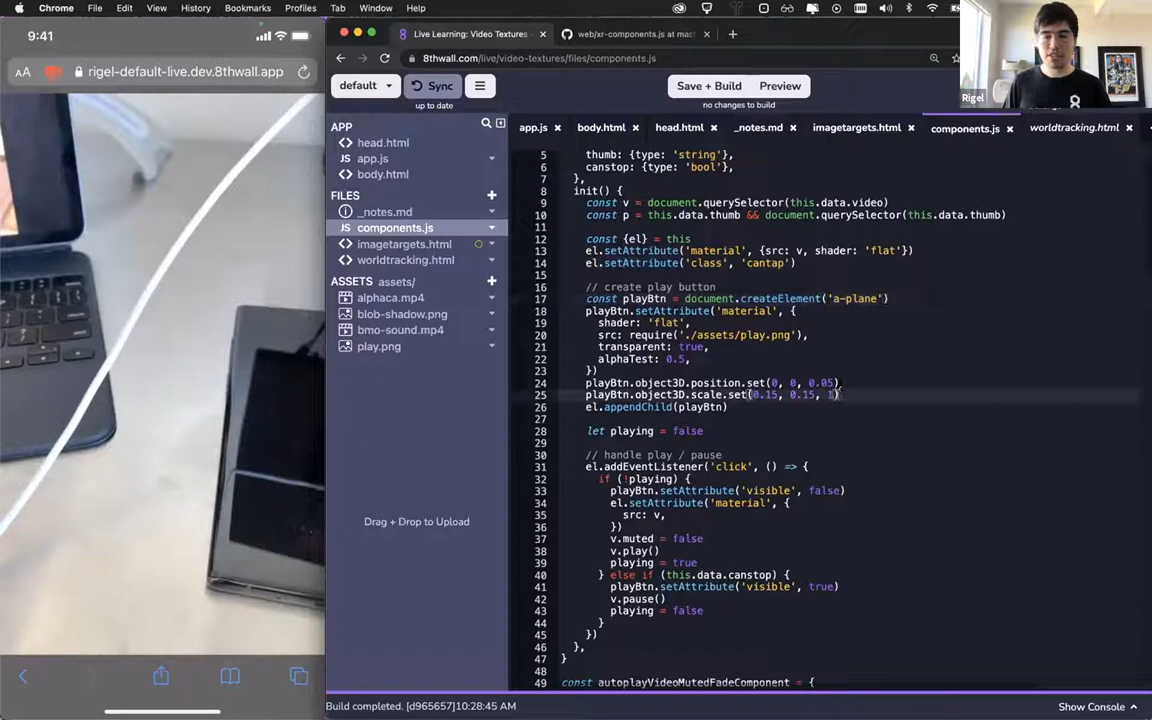 Chrome File Edit View History Bookmarks Profiles Tab Window Help
9:41
AA rigel-default-live.dev.8thwall.app
Live Learning: Video Textures
web/xr-components.js at mast
8thwall.com/live/video-textures/files/components.js
default Sync
up to date
Save + Build Preview
no changes to build
Rigel
app.js body.html head.html _notes.md imagetargets.html components.js worldtracking.html
APP
head.html
JS app.js
body.html
FILES
_notes.md
JS components.js
imagetargets.html
worldtracking.html
ASSETS assets/
alphaca.mp4
blob-shadow.png
bmo-sound.mp4
play.png
Drag + Drop to Upload
5 thumb: {type: 'string'},
6 canstop: {type: 'bool'},
7 },
8 init() {
9 const v = document.querySelector(this.data.video)
10 const p = this.data.thumb && document.querySelector(this.data.thumb)
11
12 const {el} = this
13 el.setAttribute('material', {src: v, shader: 'flat'})
14 el.setAttribute('class', 'cantap')
15
16 // create play button
17 const playBtn = document.createElement('a-plane')
18 playBtn.setAttribute('material', {
19 shader: 'flat',
20 src: require('./assets/play.png'),
21 transparent: true,
22 alphaTest: 0.5,
23 })
24 playBtn.object3D.position.set(0, 0, 0.05)
25 playBtn.object3D.scale.set(0.15, 0.15, 1)
26 el.appendChild(playBtn)
27
28 let playing = false
29
30 // handle play / pause
31 el.addEventListener('click', () => {
32 if (!playing) {
33 playBtn.setAttribute('visible', false)
34 el.setAttribute('material', {
35 src: v,
36 })
37 v.muted = false
38 v.play()
39 playing = true
40 } else if (this.data.canstop) {
41 playBtn.setAttribute('visible', true)
42 v.pause()
43 playing = false
44 }
45 })
46 },
47 }
48
49 const autoplayVideoMutedFadeComponent = {
Build completed. [d965657]10:28:45 AM
Show Console